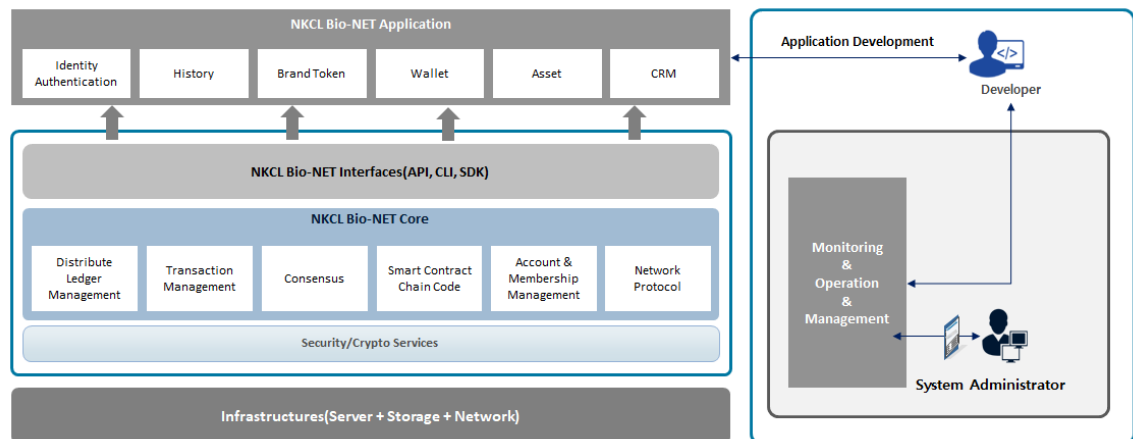 NKCL Bio-NET Application
Identity
Authentication
History
Brand Token
Wallet
Asset
CRM
NKCL Bio-NET Interfaces(API, CLI, SDK)
NKCL Bio-NET Core
Distribute
Ledger
Management
Transaction
Management
Consensus
Smart Contract
Chain Code
Account &
Membership
Management
Network
Protocol
Security/Crypto Services
Infrastructures(Server + Storage + Network)
Application Development
</>
Developer
Monitoring
&
Operation
&
Management
System Administrator